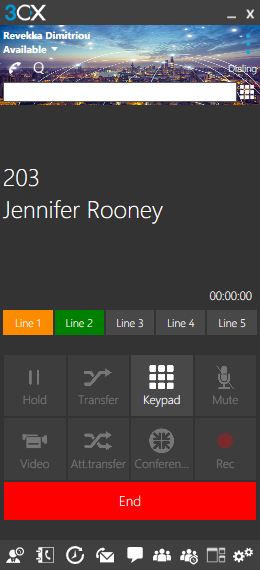 3CX
Revekka Dimitriou
Available
Dialing
203
Jennifer Rooney
00:00:00
Line 1 Line 2 Line 3 Line 4 Line 5
Hold Transfer Keypad Mute
Video Att.transfer Conferen... Rec
End